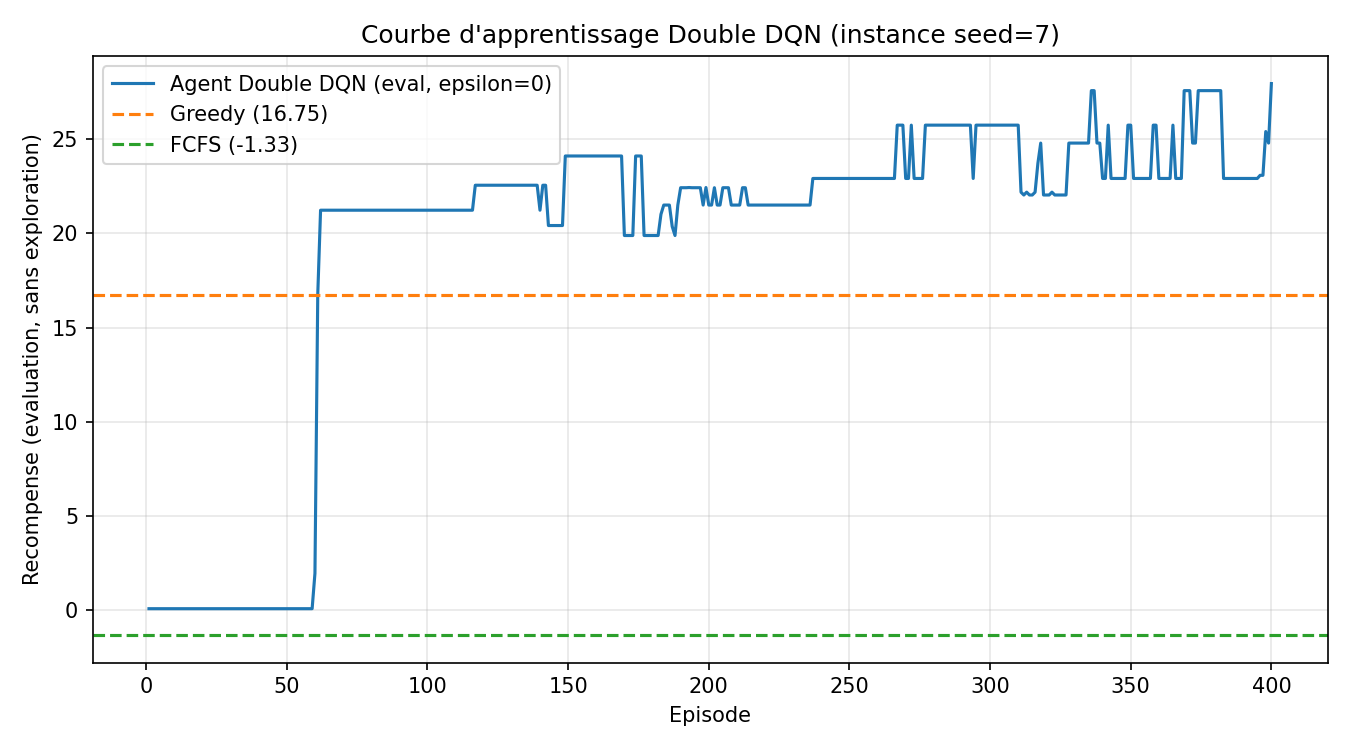 Courbe d'apprentissage Double DQN (instance seed=7)
Agent Double DQN (eval, epsilon=0)
Greedy (16.75)
FCFS (-1.33)
Recompense (evaluation, sans exploration)
25
20
15
10
5
0
0 50 100 150 200 250 300 350 400
Episode